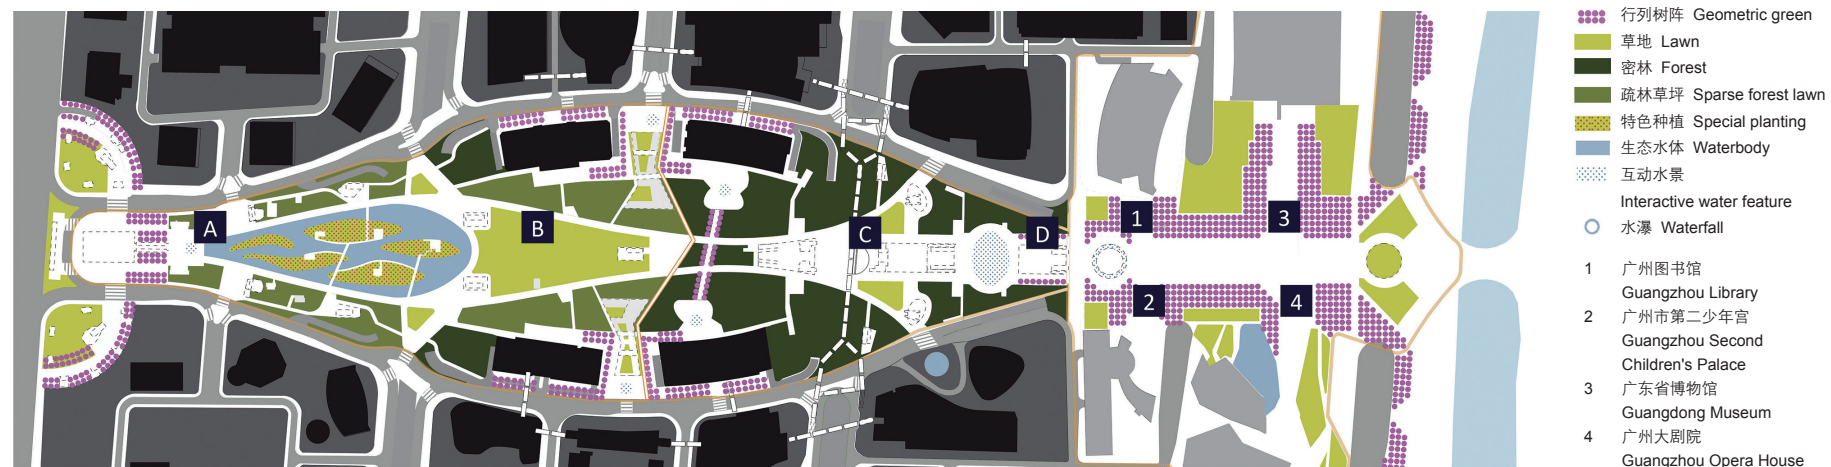 行列树阵 Geometric green
草地 Lawn
密林 Forest
疏林草坪 Sparse forest lawn
特色种植 Special planting
生态水体 Waterbody
互动水景
Interactive water feature
水瀑 Waterfall
1 广州图书馆
Guangzhou Library
2 广州市第二少年宫
Guangzhou Second
Children's Palace
3 广东省博物馆
Guangdong Museum
4 广州大剧院
Guangzhou Opera House
A
B
C
D
1
3
2
4